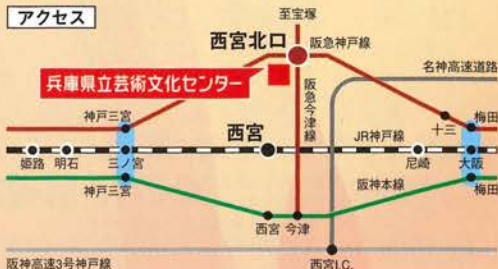 アクセス
至宝塚
西宮北口
阪急神戸線
兵庫県立芸術文化センター
阪急今津線
名神高速道路
神戸三宮
十三
梅田
西宮
JR神戸線
姫路
明石
三ノ宮
尼崎
大阪
神戸三宮
阪神本線
梅田
西宮
今津
阪神高速3号神戸線
西宮I.C.